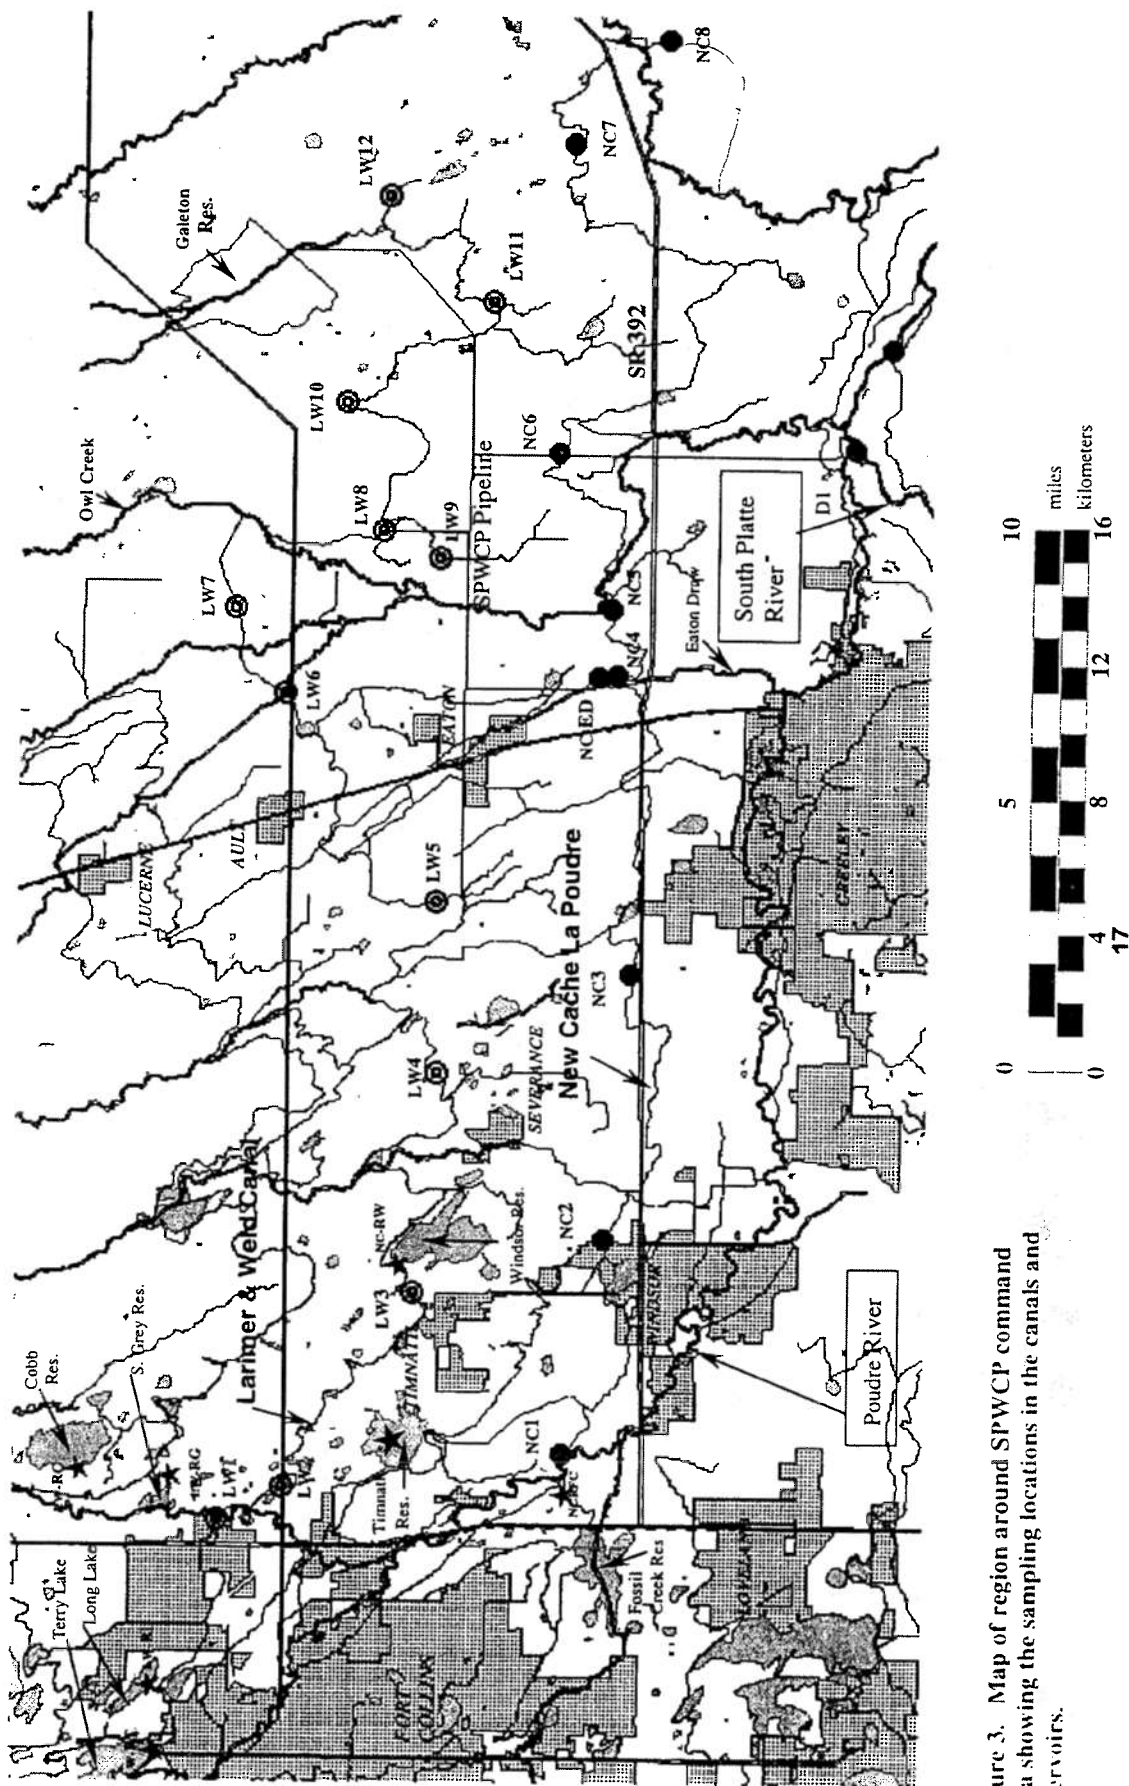 Terry Lake
Long Lake
Cobb
Res.
S. Grey Res.
LW1
LW2
Larimer & Weld Canal
Timnath
Res.
TIMNATH
LW3
NC-RW
Windsor Res.
NC1
NC2
WINDSOR
Fossil
Creek Res
FORT
COLLINS
LOVELAND
Poudre River
LW4
SEVERANCE
New Cache La Poudre
NC3
LW5
LUCERNE
AULT
EATON
GREELEY
LW6
LW7
NCED
NC4
NC5
Eaton Draw
South Platte
River
D1
Owl Creek
LW8
LW9
SPWCP Pipeline
LW10
NC6
SR392
LW11
LW12
Galeton
Res.
NC7
NC8
0
5
10
miles
0
4
8
12
16
kilometers
ure 3. Map of region around SPWCP command
a showing the sampling locations in the canals and
ervoirs.
17